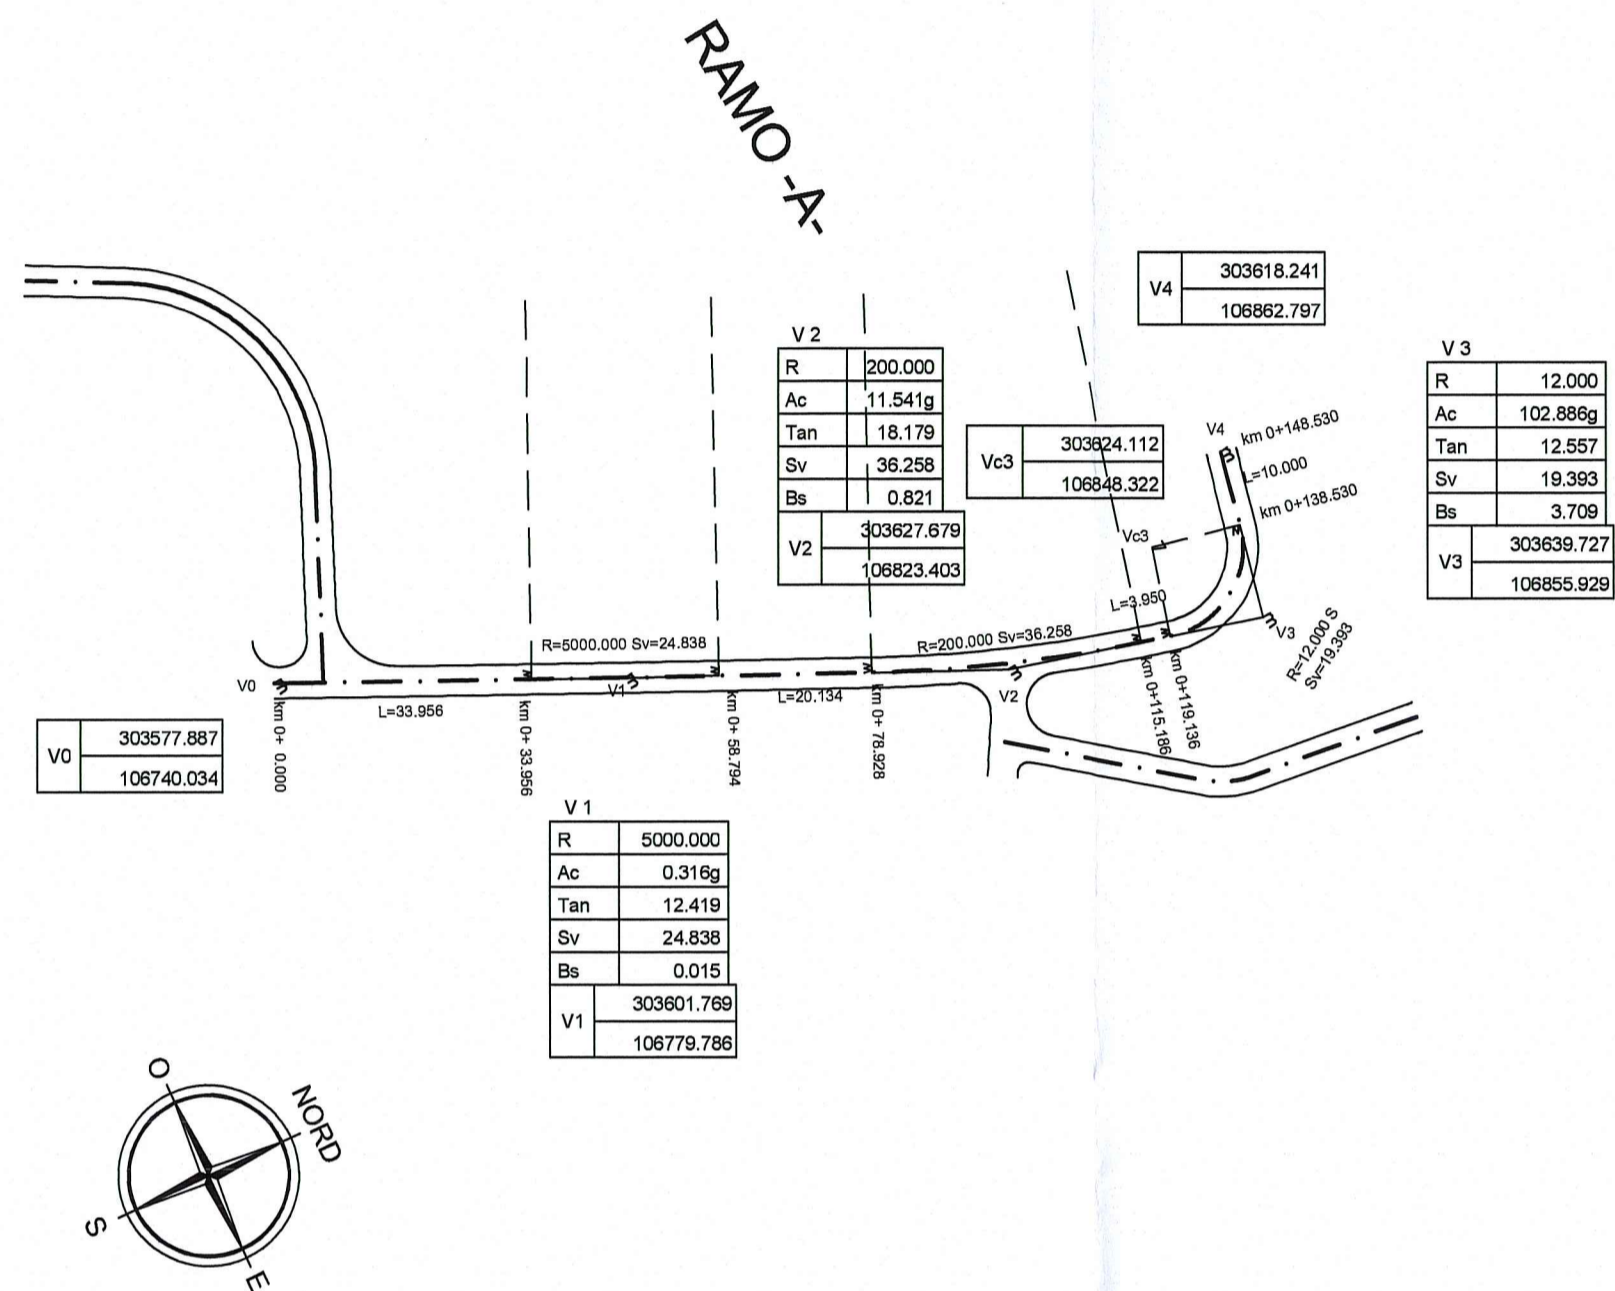 RAMO -A-
V4
303618.241
106862.797
V 2
R 200.000
Ac 11.541g
Tan 18.179
Sv 36.258
Bs 0.821
V2
303627.679
106823.403
V 3
R 12.000
Ac 102.886g
Tan 12.557
Sv 19.393
Bs 3.709
V3
303639.727
106855.929
Vc3
303624.112
106848.322
V4
km 0+148.530
L=10.000
km 0+138.530
Vc3
L=3.950
V3
R=12.000 S
Sv=19.393
R=5000.000 Sv=24.838
R=200.000 Sv=36.258
V0
V1
V2
L=33.956
L=20.134
km 0+ 0.000
km 0+ 33.956
km 0+ 58.794
km 0+ 78.928
km 0+115.186
km 0+119.136
V0
303577.887
106740.034
V 1
R 5000.000
Ac 0.316g
Tan 12.419
Sv 24.838
Bs 0.015
V1
303601.769
106779.786
O
NORD
S
E